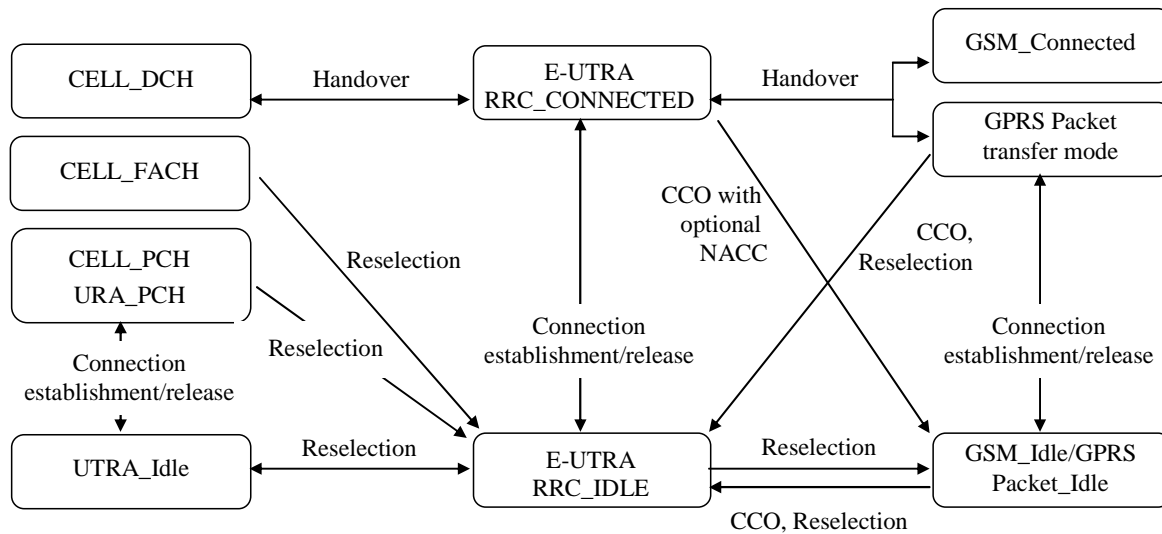 CELL_DCH
Handover
E-UTRA
RRC_CONNECTED
Handover
GSM_Connected
GPRS Packet
transfer mode
CELL_FACH
CCO with
optional
NACC
CCO,
Reselection
CELL_PCH
URA_PCH
Reselection
Reselection
Connection
establishment/release
Connection
establishment/release
Connection
establishment/release
UTRA_Idle
Reselection
E-UTRA
RRC_IDLE
Reselection
GSM_Idle/GPRS
Packet_Idle
CCO, Reselection